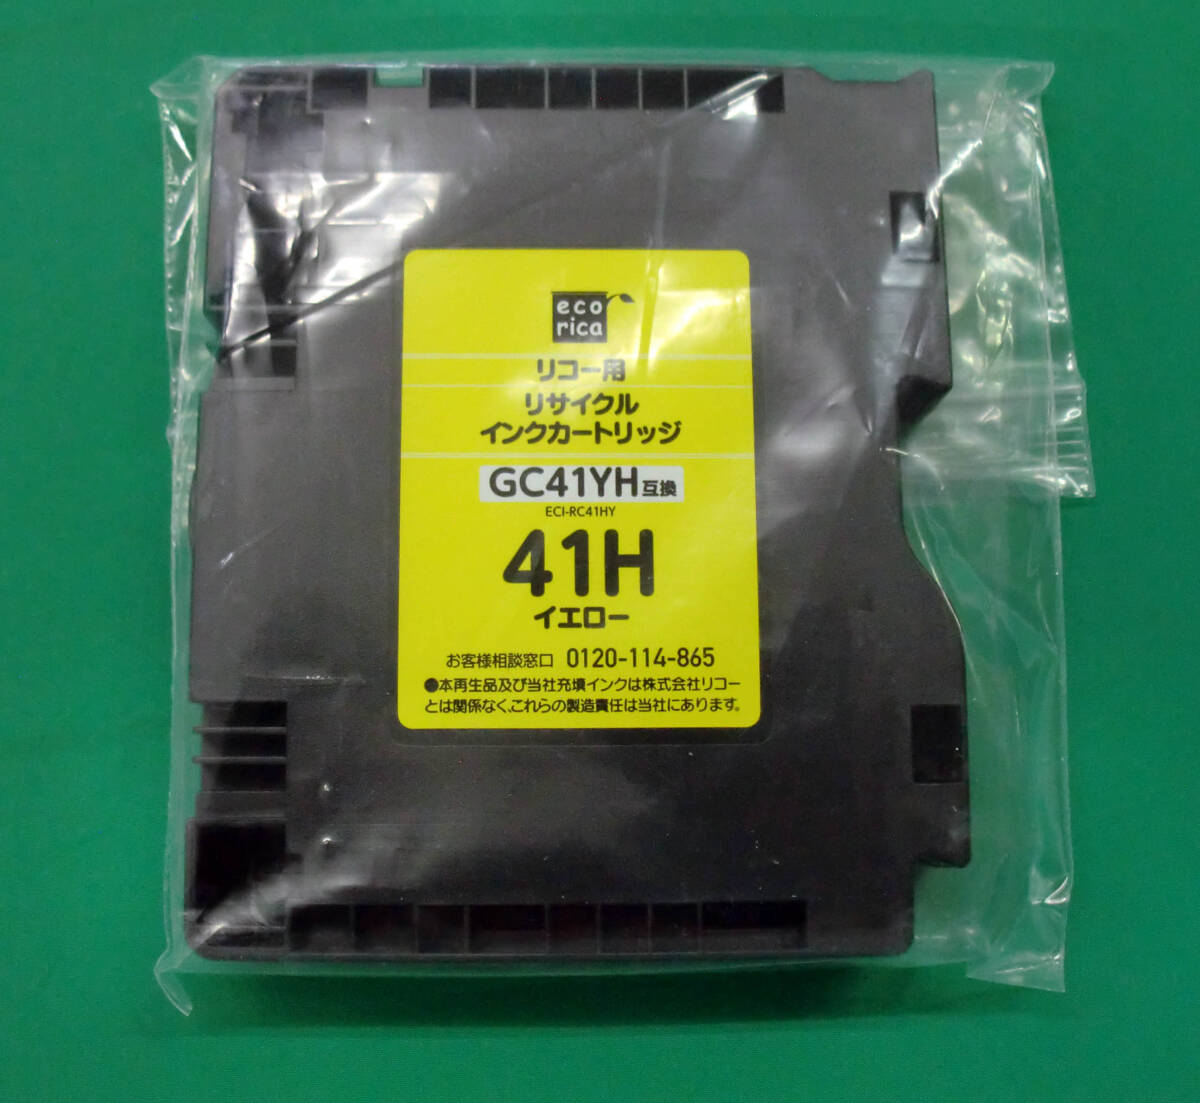 eco
rica
リコー用
リサイクル
インクカートリッジ
GC41YH互換
ECI-RC41HY
41H
イエロー
お客様相談窓口 0120-114-865
●本再生品及び当社充填インクは株式会社リコー
とは関係なく、これらの製造責任は当社にあります。